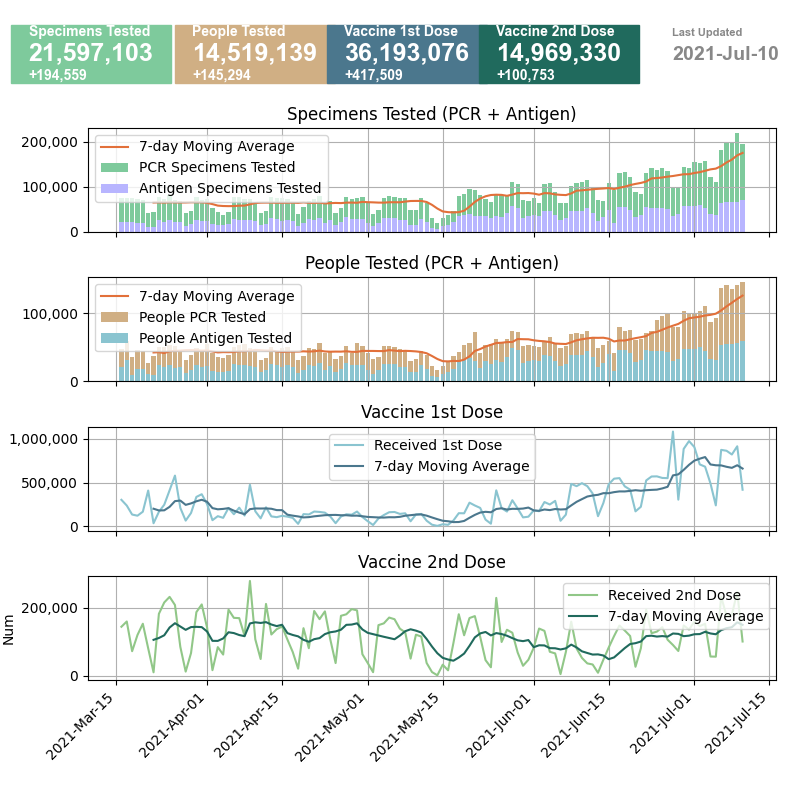 Specimens Tested
21,597,103
+194,559
People Tested
14,519,139
+145,294
Vaccine 1st Dose
36,193,076
+417,509
Vaccine 2nd Dose
14,969,330
+100,753
Last Updated
2021-Jul-10
Specimens Tested (PCR + Antigen)
200,000
100,000
0
7-day Moving Average
PCR Specimens Tested
Antigen Specimens Tested
People Tested (PCR + Antigen)
100,000
0
7-day Moving Average
People PCR Tested
People Antigen Tested
Vaccine 1st Dose
1,000,000
500,000
0
Received 1st Dose
7-day Moving Average
Vaccine 2nd Dose
200,000
0
Num
Received 2nd Dose
7-day Moving Average
2021-Mar-15
2021-Apr-01
2021-Apr-15
2021-May-01
2021-May-15
2021-Jun-01
2021-Jun-15
2021-Jul-01
2021-Jul-15